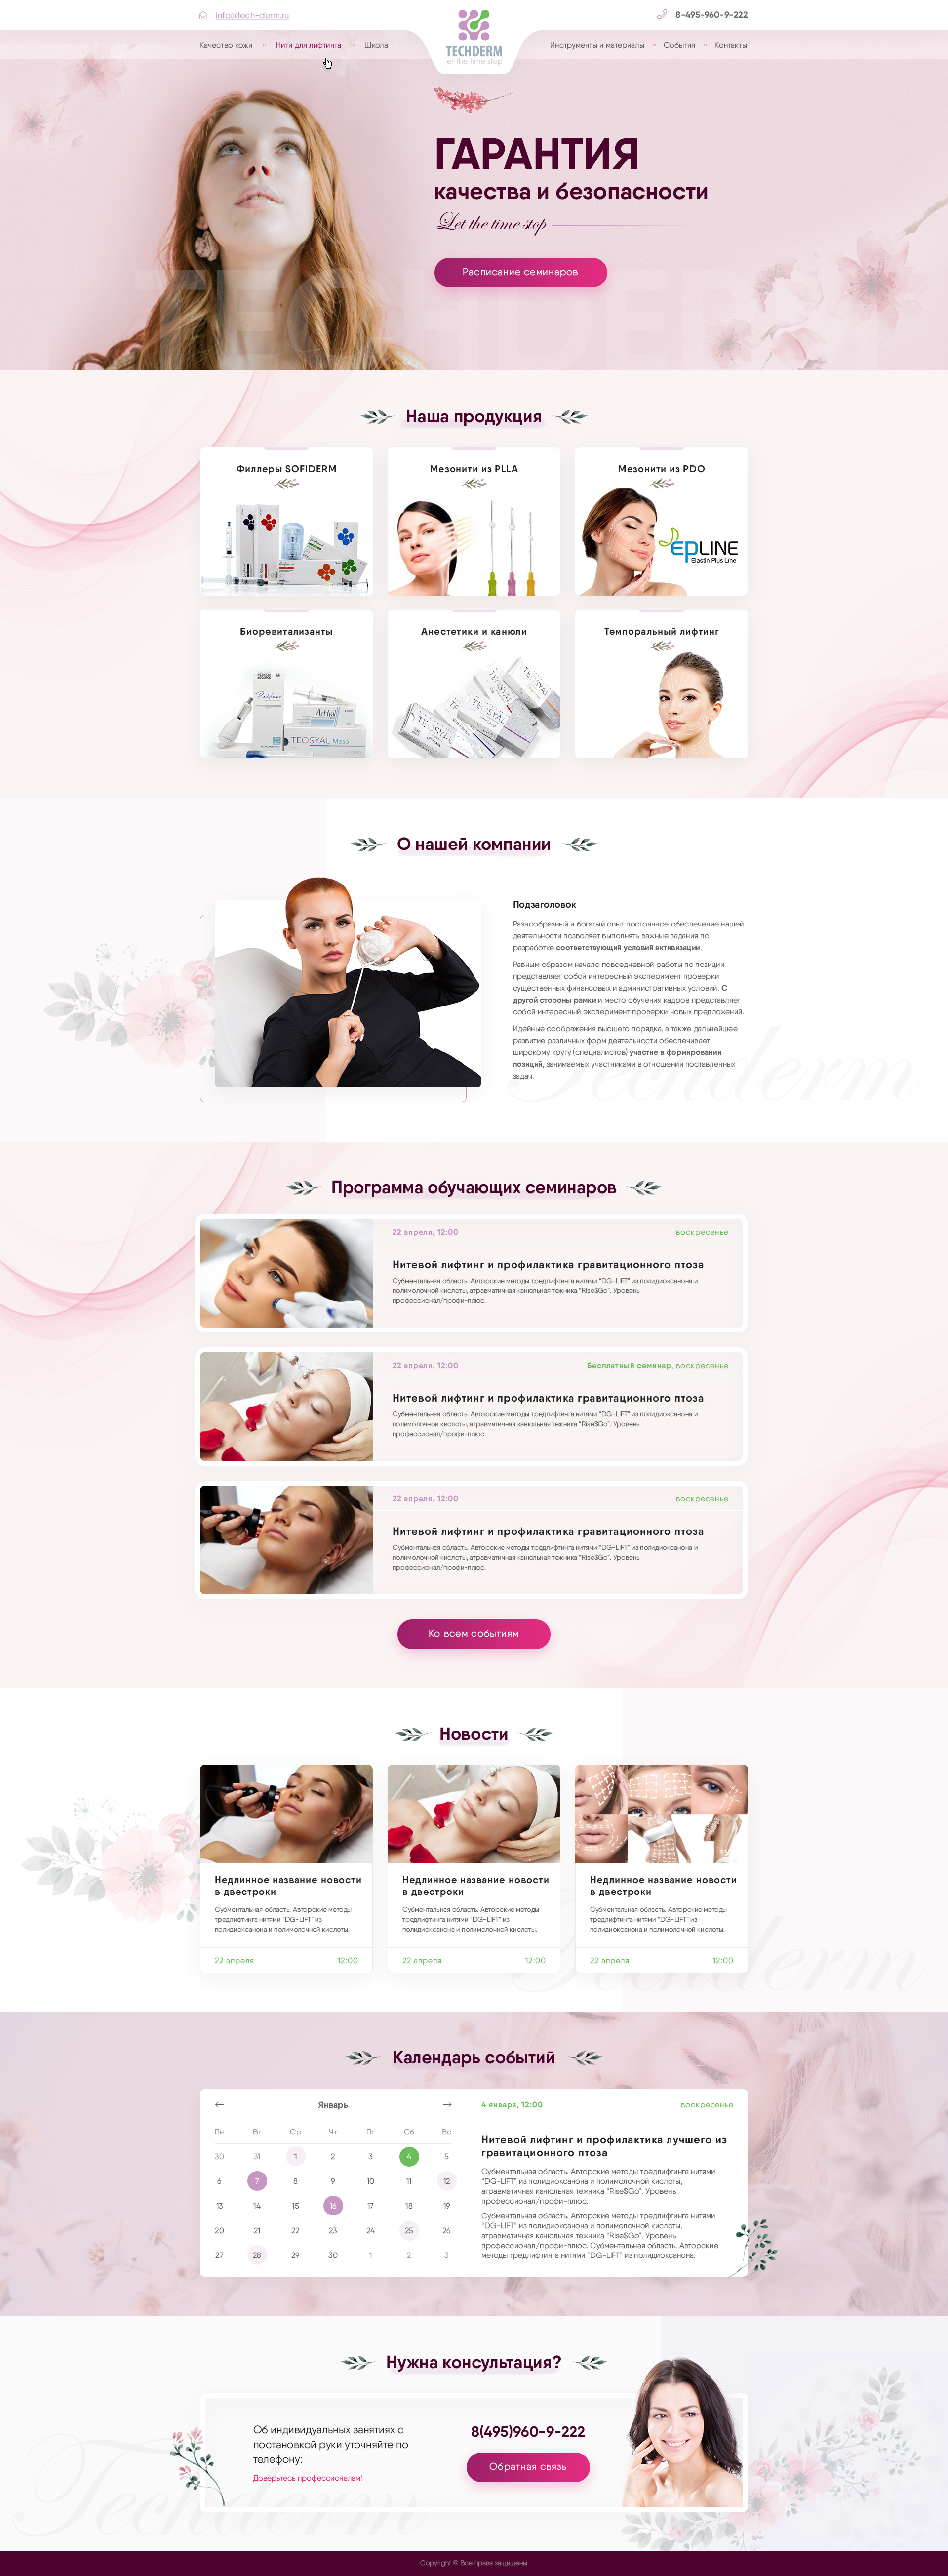 info@tech-derm.ru
8-495-960-9-222
Качество кожи
Нити для лифтинга
Школа
TECHDERM
let the time stop
Инструменты и материалы
События
Контакты
ГАРАНТИЯ
качества и безопасности
Let the time stop
Расписание семинаров
TECHDERM
Наша продукция
Филлеры SOFIDERM
Мезонити из PLLA
Мезонити из PDO
EPLINE
Elastin Plus Line
Биоревитализанты
Анестетики и канюли
Темпоральный лифтинг
TEOSYAL Meso
TEOSYAL
TEOSYAL
TEOSYAL
О нашей компании
Подзаголовок
Разнообразный и богатый опыт постоянное обеспечение нашей
деятельности позволяет выполнять важные задания по
разработке соответствующий условий активизации.
Равным образом начало повседневной работы по позиции
представляет собой интересный эксперимент проверки
существенных финансовых и административных условий. С
другой стороны рамки и место обучения кадров представляет
собой интересный эксперимент проверки новых предложений.
Идейные соображения высшего порядка, а также дальнейшее
развитие различных форм деятельности обеспечивает
широкому кругу (специалистов) участие в формировании
позиций, занимаемых участниками в отношении поставленных
задач.
Techderm
Программа обучающих семинаров
22 апреля, 12:00
воскресенье
Нитевой лифтинг и профилактика гравитационного птоза
Субментальная область. Авторские методы тредлифтинга нитями "DG-LIFT" из полидиоксанона и
полимолочной кислоты, атравматичная канюльная техника "Rise$Go". Уровень
профессионал/профи-плюс.
22 апреля, 12:00
Бесплатный семинар, воскресенье
Нитевой лифтинг и профилактика гравитационного птоза
Субментальная область. Авторские методы тредлифтинга нитями "DG-LIFT" из полидиоксанона и
полимолочной кислоты, атравматичная канюльная техника "Rise$Go". Уровень
профессионал/профи-плюс.
22 апреля, 12:00
воскресенье
Нитевой лифтинг и профилактика гравитационного птоза
Субментальная область. Авторские методы тредлифтинга нитями "DG-LIFT" из полидиоксанона и
полимолочной кислоты, атравматичная канюльная техника "Rise$Go". Уровень
профессионал/профи-плюс.
Ко всем событиям
Новости
Недлинное название новости
в двестроки
Субментальная область. Авторские методы
тредлифтинга нитями "DG-LIFT" из
полидиоксанона и полимолочной кислоты.
22 апреля 12:00
Недлинное название новости
в двестроки
Субментальная область. Авторские методы
тредлифтинга нитями "DG-LIFT" из
полидиоксанона и полимолочной кислоты.
22 апреля 12:00
Недлинное название новости
в двестроки
Субментальная область. Авторские методы
тредлифтинга нитями "DG-LIFT" из
полидиоксанона и полимолочной кислоты.
22 апреля 12:00
Techderm
Календарь событий
Январь
Пн Вт Ср Чт Пт Сб Вс
30 31 1 2 3 4 5
6 7 8 9 10 11 12
13 14 15 16 17 18 19
20 21 22 23 24 25 26
27 28 29 30 1 2 3
4 января, 12:00
воскресенье
Нитевой лифтинг и профилактика лучшего из
гравитационного птоза
Субментальная область. Авторские методы тредлифтинга нитями
"DG-LIFT" из полидиоксанона и полимолочной кислоты,
атравматичная канюльная техника "Rise$Go". Уровень
профессионал/профи-плюс.
Субментальная область. Авторские методы тредлифтинга нитями
"DG-LIFT" из полидиоксанона и полимолочной кислоты,
атравматичная канюльная техника "Rise$Go". Уровень
профессионал/профи-плюс. Субментальная область. Авторские
методы тредлифтинга нитями "DG-LIFT" из полидиоксанона.
Нужна консультация?
Об индивидуальных занятиях с
постановкой руки уточняйте по
телефону:
Доверьтесь профессионалам!
8(495)960-9-222
Обратная связь
Techderm
Copyright © Все права защищены